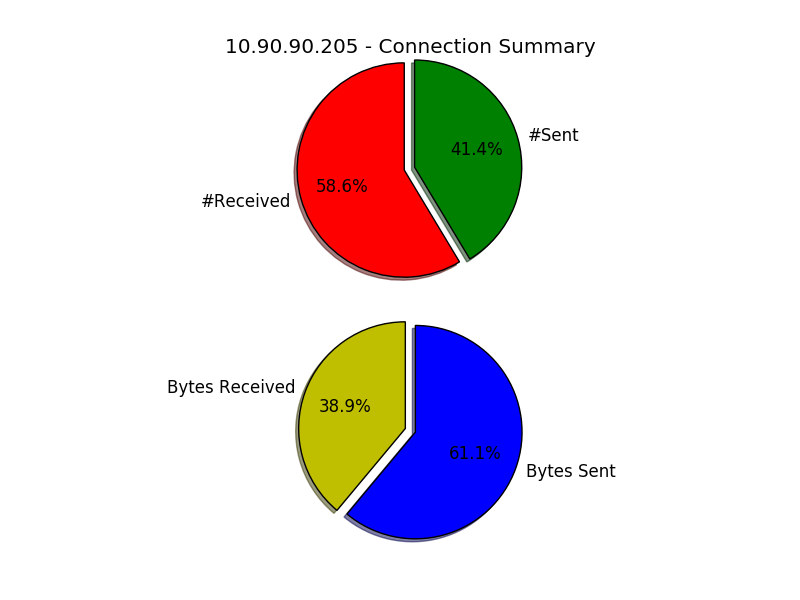 10.90.90.205 - Connection Summary
#Sent
41.4%
58.6%
#Received
Bytes Received
38.9%
61.1%
Bytes Sent